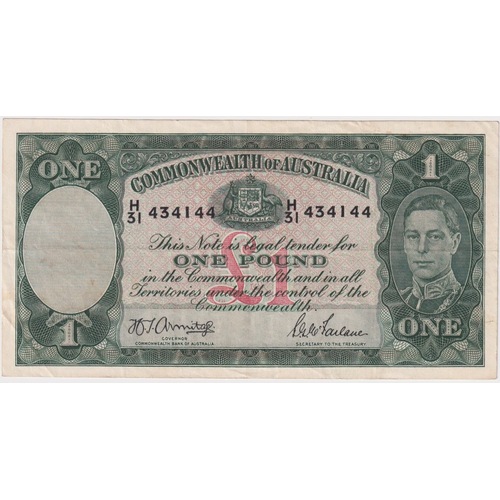 ONE
COMMONWEALTH OF AUSTRALIA
1
H/31 434144
H/31 434144
AUSTRALIA
This Note is legal tender for
ONE POUND
in the Commonwealth and in all
Territories under the control of the
Commonwealth.
£
H.T. Armitage
GOVERNOR
COMMONWEALTH BANK OF AUSTRALIA
S.G. McFarlane
SECRETARY TO THE TREASURY
1
ONE